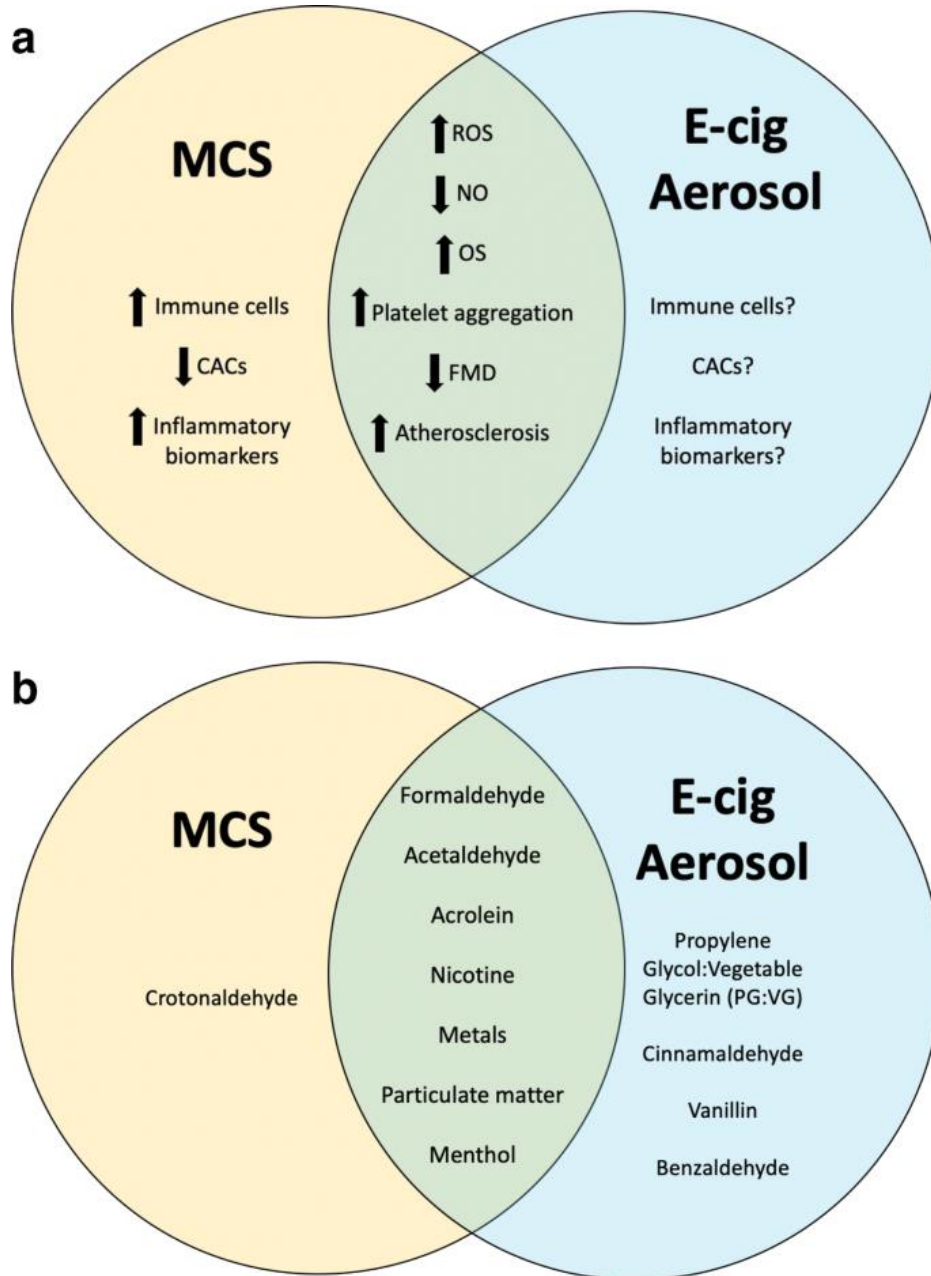 a
MCS
Immune cells
CACs
Inflammatory
biomarkers
ROS
NO
OS
Platelet aggregation
FMD
Atherosclerosis
E-cig
Aerosol
Immune cells?
CACs?
Inflammatory
biomarkers?
b
MCS
Crotonaldehyde
Formaldehyde
Acetaldehyde
Acrolein
Nicotine
Metals
Particulate matter
Menthol
E-cig
Aerosol
Propylene
Glycol:Vegetable
Glycerin (PG:VG)
Cinnamaldehyde
Vanillin
Benzaldehyde